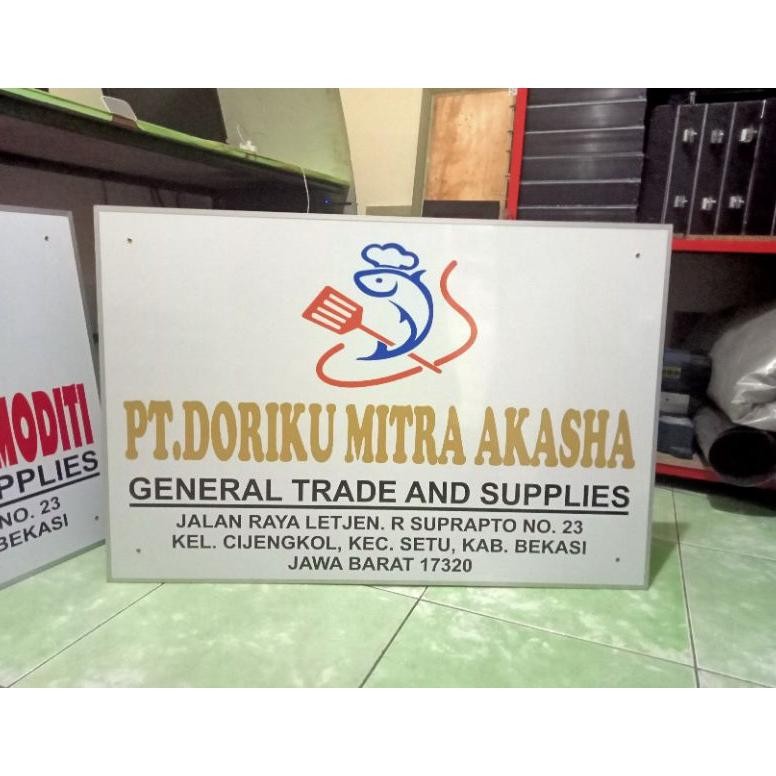 PT.DORIKU MITRA AKASHA
GENERAL TRADE AND SUPPLIES
JALAN RAYA LETJEN. R SUPRAPTO NO. 23
KEL. CIJENGKOL, KEC. SETU, KAB. BEKASI
JAWA BARAT 17320
MODITI
PPLIES
NO. 23
BEKASI